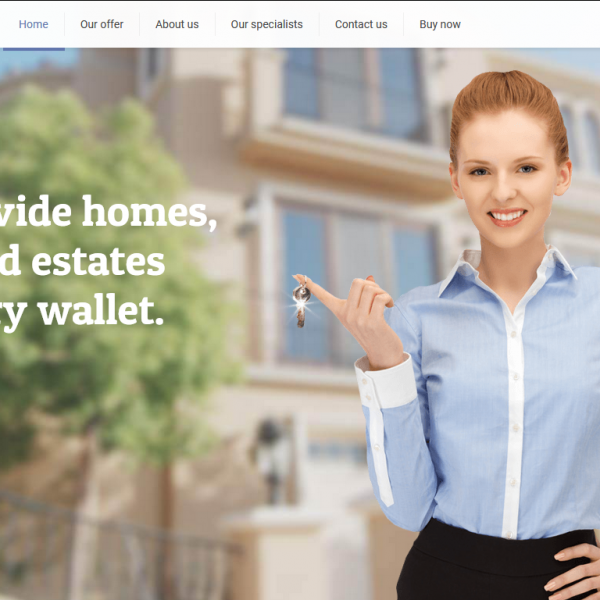 Home Our offer About us Our specialists Contact us Buy now
vide homes,
d estates
y wallet.